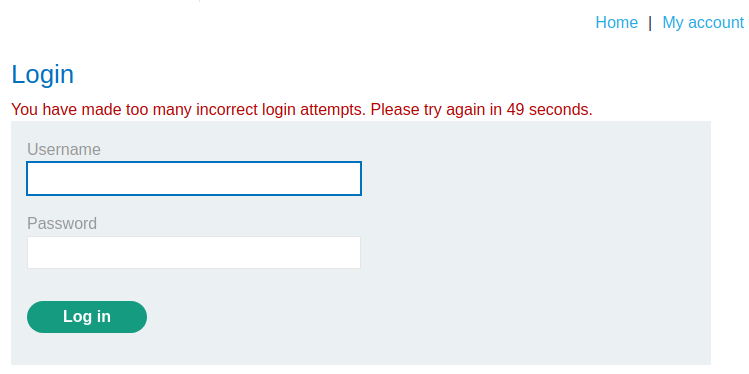 Home | My account
Login
You have made too many incorrect login attempts. Please try again in 49 seconds.
Username
Password
Log in